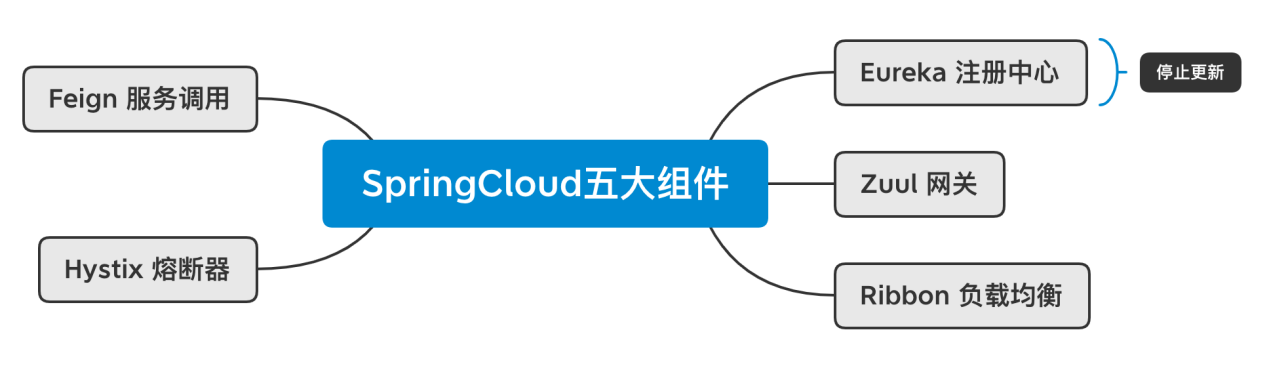 Eureka 注册中心
停止更新
Feign 服务调用
SpringCloud五大组件
Zuul 网关
Hystix 熔断器
Ribbon 负载均衡